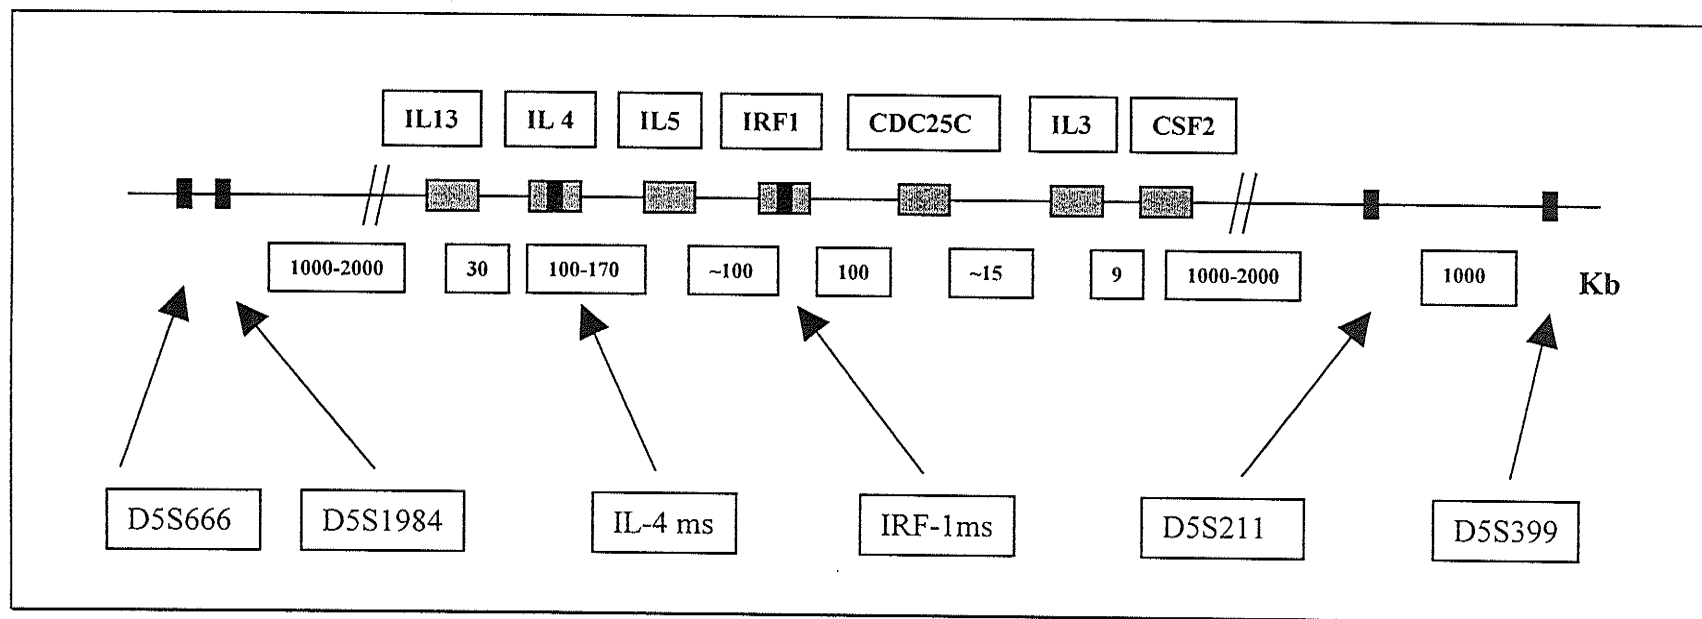 IL13 IL 4 IL5 IRF1 CDC25C IL3 CSF2
1000-2000 30 100-170 ~100 100 ~15 9 1000-2000 1000 Kb
D5S666 D5S1984 IL-4 ms IRF-1ms D5S211 D5S399